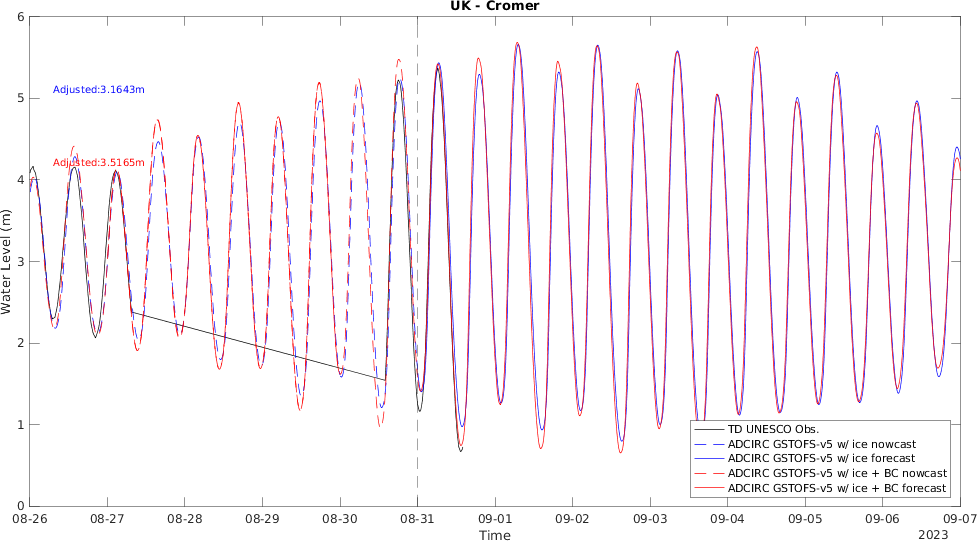 UK - Cromer
Water Level (m)
6
5
4
3
2
1
0
Adjusted:3.1643m
Adjusted:3.5165m
TD UNESCO Obs.
ADCIRC GSTOFS-v5 w/ ice nowcast
ADCIRC GSTOFS-v5 w/ ice forecast
ADCIRC GSTOFS-v5 w/ ice + BC nowcast
ADCIRC GSTOFS-v5 w/ ice + BC forecast
08-26 08-27 08-28 08-29 08-30 08-31 09-01 09-02 09-03 09-04 09-05 09-06 09-07
Time
2023